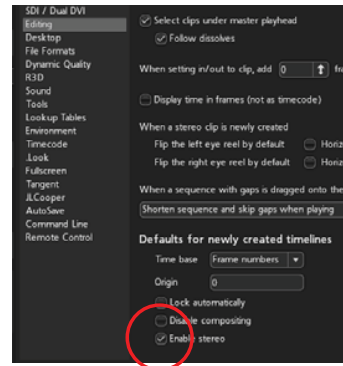 SDI / Dual DVI
Editing
Desktop
File Formats
Dynamic Quality
R3D
Sound
Tools
Lookup Tables
Environment
Timecode
.Look
Fullscreen
Tangent
JLCooper
AutoSave
Command Line
Remote Control
Select clips under master playhead
Follow dissolves
When setting in/out to clip, add 0 fra
Display time in frames (not as timecode)
When a stereo clip is newly created
Flip the left eye reel by default Horiz
Flip the right eye reel by default Horiz
When a sequence with gaps is dragged onto the
Shorten sequence and skip gaps when playing
Defaults for newly created timelines
Time base Frame numbers
Origin 0
Lock automatically
Disable compositing
Enable stereo